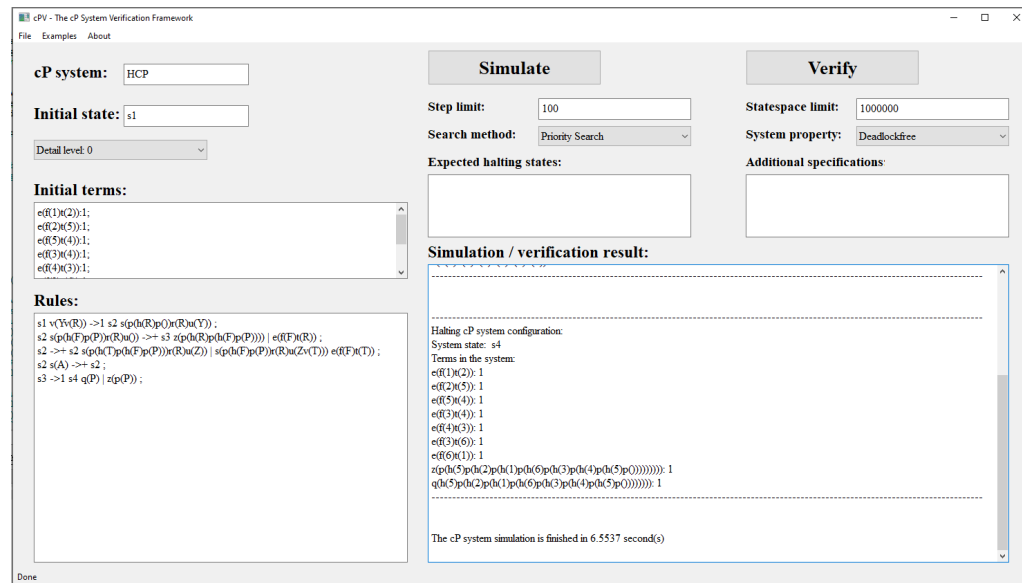 cPV - The cP System Verification Framework
File Examples About
cP system:
HCP
Initial state:
s1
Detail level: 0
Initial terms:
e(f(1)t(2)):1;
e(f(2)t(5)):1;
e(f(5)t(4)):1;
e(f(3)t(4)):1;
e(f(4)t(3)):1;
Rules:
s1 v(Yv(R)) ->1 s2 s(p(h(R)p())r(R)u(Y)) ;
s2 s(p(h(F)p(P))r(R)u()) ->+ s3 z(p(h(R)p(h(F)p(P)))) | e(f(F)t(R)) ;
s2 ->+ s2 s(p(h(T)p(h(F)p(P)))r(R)u(Z)) | s(p(h(F)p(P))r(R)u(Zv(T))) e(f(F)t(T)) ;
s2 s(A) ->+ s2 ;
s3 ->1 s4 q(P) | z(p(P)) ;
Simulate
Step limit:
100
Search method:
Priority Search
Expected halting states:
Verify
Statespace limit:
1000000
System property:
Deadlockfree
Additional specifications:
Simulation / verification result:
--------------------------------------------------------------------------------
--------------------------------------------------------------------------------
Halting cP system configuration:
System state: s4
Terms in the system:
e(f(1)t(2)): 1
e(f(2)t(5)): 1
e(f(5)t(4)): 1
e(f(3)t(4)): 1
e(f(4)t(3)): 1
e(f(3)t(6)): 1
e(f(6)t(1)): 1
z(p(h(5)p(h(2)p(h(1)p(h(6)p(h(3)p(h(4)p(h(5)p()))))))))): 1
q(h(5)p(h(2)p(h(1)p(h(6)p(h(3)p(h(4)p(h(5)p())))))))): 1
--------------------------------------------------------------------------------
The cP system simulation is finished in 6.5537 second(s)
Done